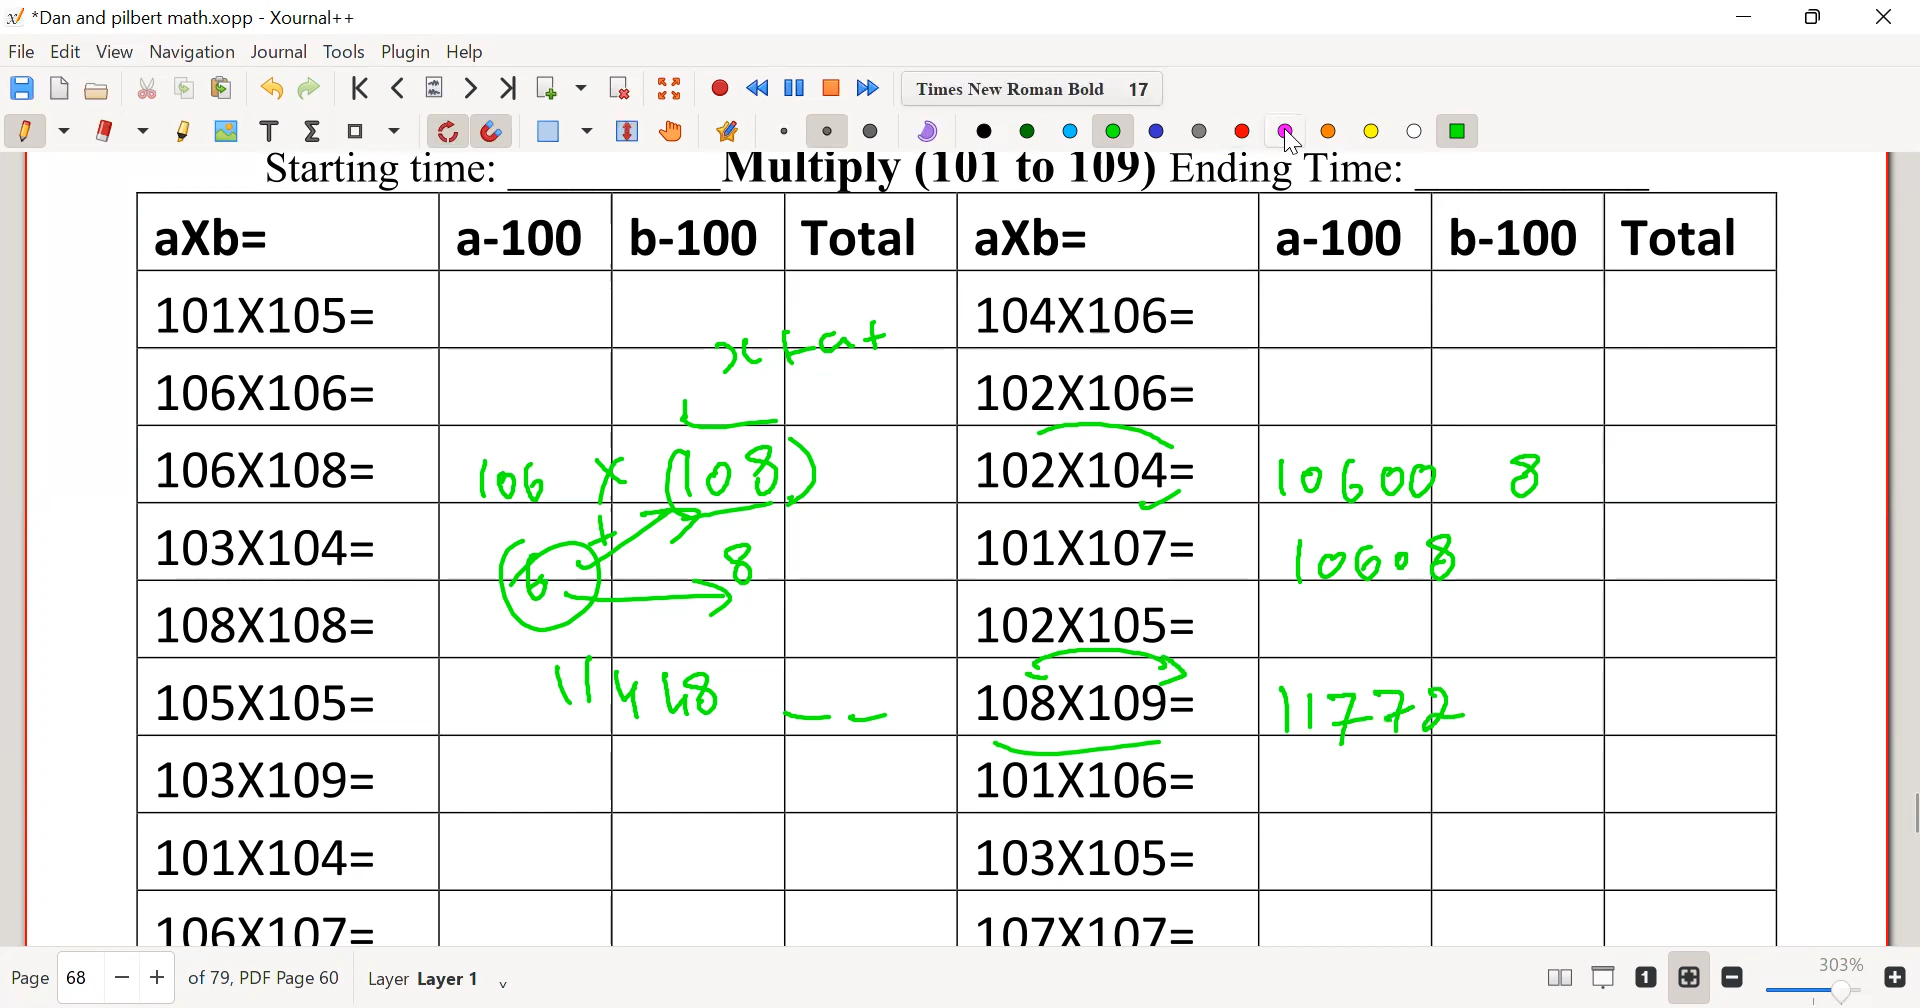 *Dan and pilbert math.xopp - Xournal++
File Edit View Navigation Journal Tools Plugin Help
Times New Roman Bold 17
Starting time: ___________Multiply (101 to 109) Ending Time: ___________
aXb= a-100 b-100 Total aXb= a-100 b-100 Total
101X105= 104X106=
106X106= 102X106=
106X108= 106 x (108) 102X104= 10600 8
103X104= 6 + 8 101X107= 10608
108X108= 102X105=
105X105= 11448 -- 108X109= 11772
103X109= 101X106=
101X104= 103X105=
106X107= 107X107=
Page 68 of 79, PDF Page 60 Layer Layer 1 303%